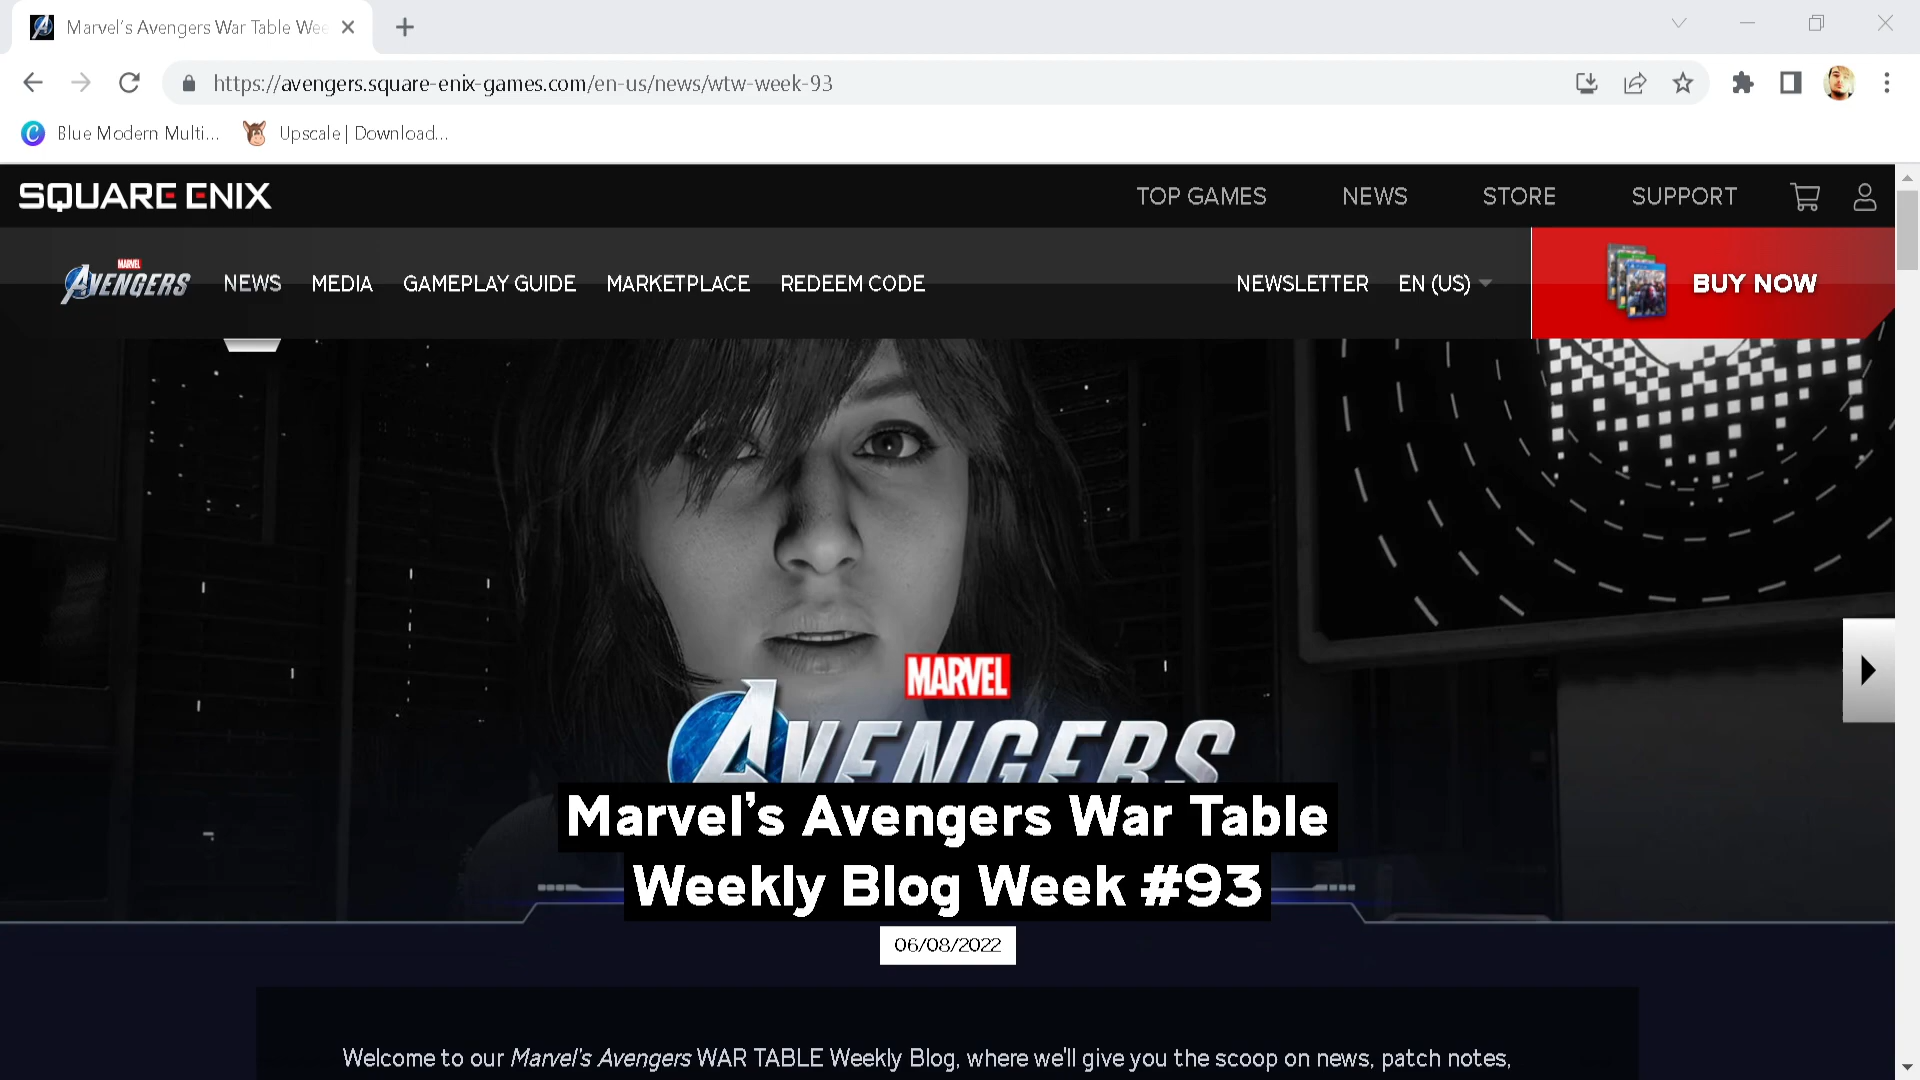 Marvel's Avengers War Table Wee
https://avengers.square-enix-games.com/en-us/news/wtw-week-93
Blue Modern Multi...
Upscale | Download...
SQUARE ENIX
TOP GAMES
NEWS
STORE
SUPPORT
MARVEL
AVENGERS
NEWS
MEDIA
GAMEPLAY GUIDE
MARKETPLACE
REDEEM CODE
NEWSLETTER
EN (US)
BUY NOW
MARVEL
AVENGERS
Marvel's Avengers War Table
Weekly Blog Week #93
06/08/2022
Welcome to our Marvel's Avengers WAR TABLE Weekly Blog, where we'll give you the scoop on news, patch notes,